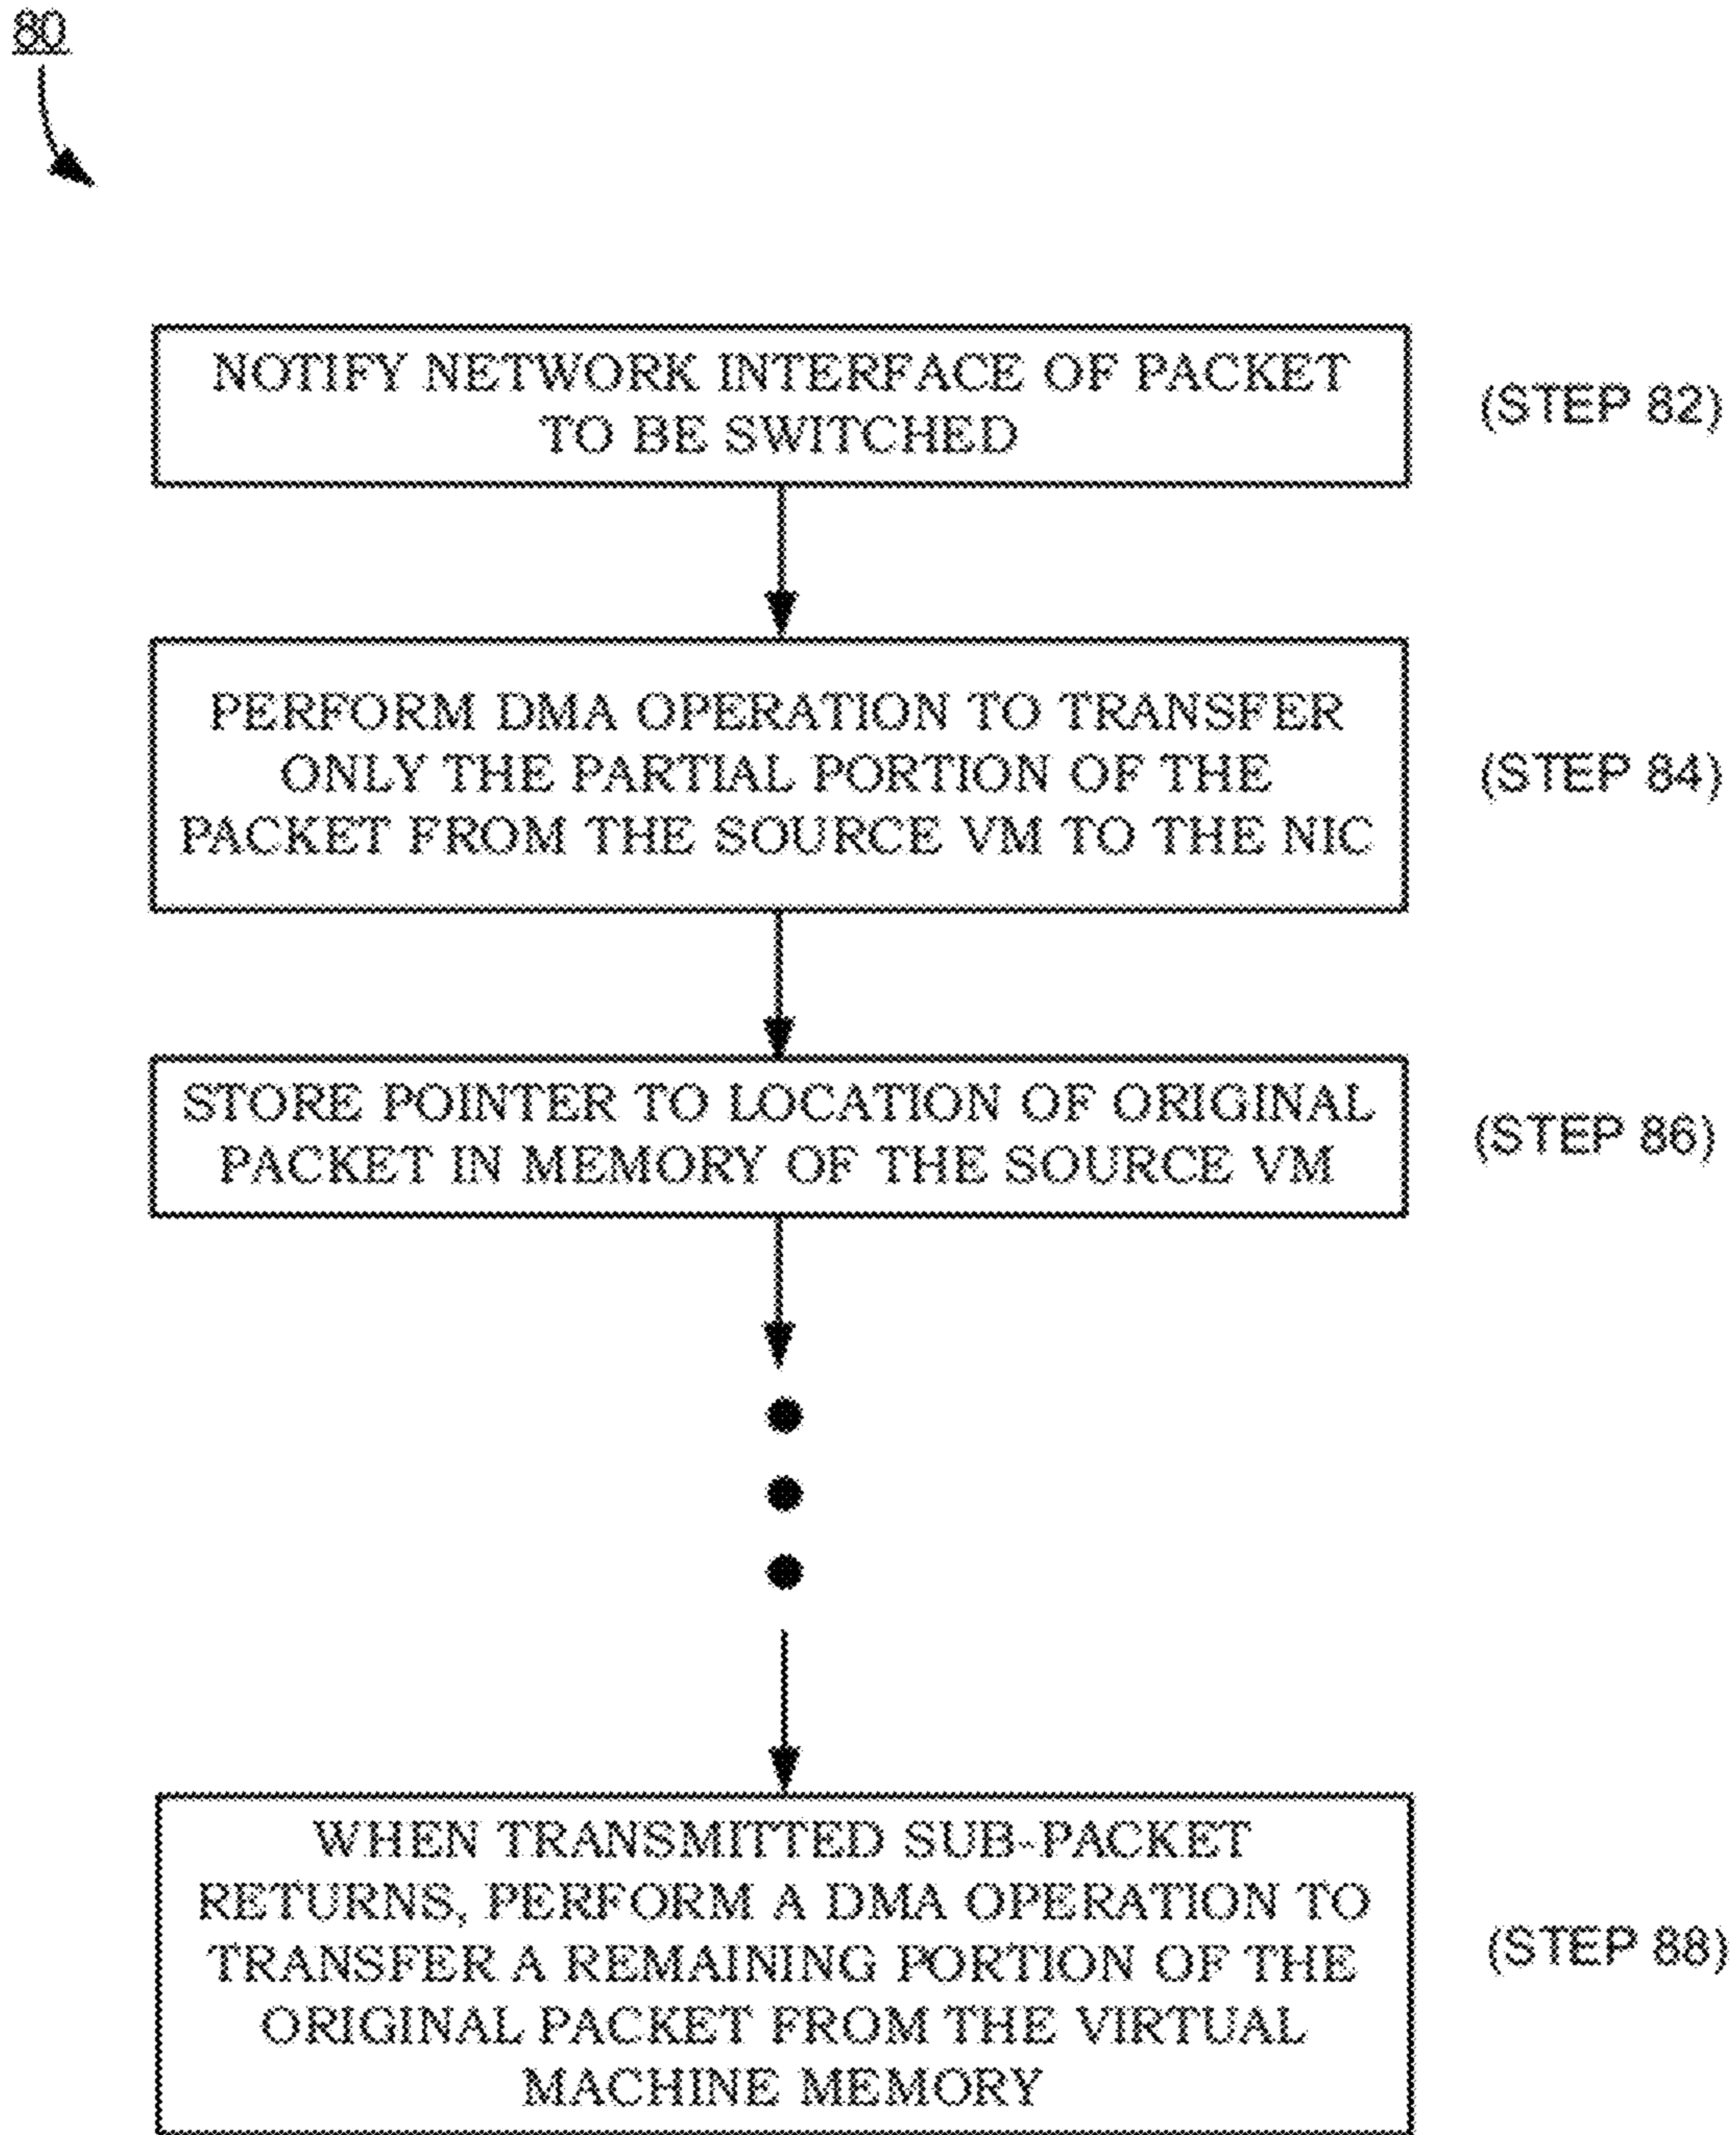 80
NOTIFY NETWORK INTERFACE OF PACKET
TO BE SWITCHED
(STEP 82)
PERFORM DMA OPERATION TO TRANSFER
ONLY THE PARTIAL PORTION OF THE
PACKET FROM THE SOURCE VM TO THE NIC
(STEP 84)
STORE POINTER TO LOCATION OF ORIGINAL
PACKET IN MEMORY OF THE SOURCE VM
(STEP 86)
WHEN TRANSMITTED SUB-PACKET
RETURNS, PERFORM A DMA OPERATION TO
TRANSFER A REMAINING PORTION OF THE
ORIGINAL PACKET FROM THE VIRTUAL
MACHINE MEMORY
(STEP 88)